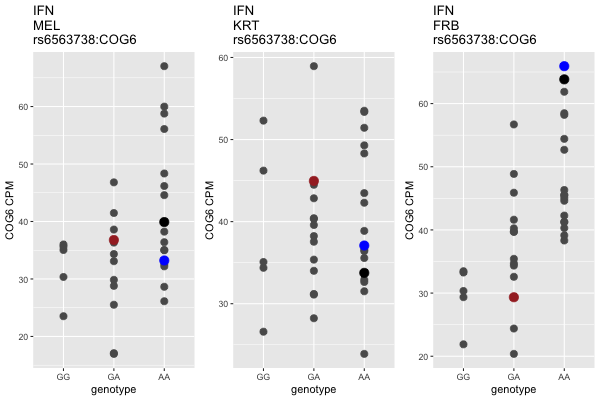 IFN
MEL
rs6563738:COG6
60
50
40
30
20
COG6 CPM
GG GA AA
genotype
IFN
KRT
rs6563738:COG6
60
50
40
30
COG6 CPM
GG GA AA
genotype
IFN
FRB
rs6563738:COG6
60
50
40
30
20
COG6 CPM
GG GA AA
genotype